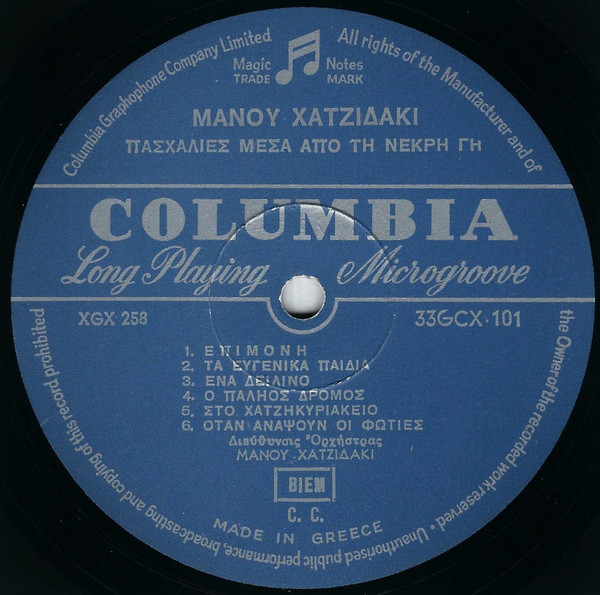 Columbia Graphophone Company Limited
All rights of the Manufacturer and of
the Owner of the recorded work reserved • Unauthorised public performance, broadcasting and copying of this record prohibited
Magic Notes
TRADE MARK
ΜΑΝΟΥ ΧΑΤΖΙΔΑΚΙ
ΠΑΣΧΑΛΙΕΣ ΜΕΣΑ ΑΠΟ ΤΗ ΝΕΚΡΗ ΓΗ
COLUMBIA
Long Playing Microgroove
XGX 258
33GCX·101
1. ΕΠΙΜΟΝΗ
2. ΤΑ ΕΥΓΕΝΙΚΑ ΠΑΙΔΙΑ
3. ΕΝΑ ΔΕΙΛΙΝΟ
4. Ο ΠΑΛΗΟΣ ΔΡΟΜΟΣ
5. ΣΤΟ ΧΑΤΖΗΚΥΡΙΑΚΕΙΟ
6. ΟΤΑΝ ΑΝΑΨΟΥΝ ΟΙ ΦΩΤΙΕΣ
Διεύθυνσις Ὀρχήστρας
ΜΑΝΟΥ ΧΑΤΖΙΔΑΚΙ
BIEM
C. C.
MADE IN GREECE